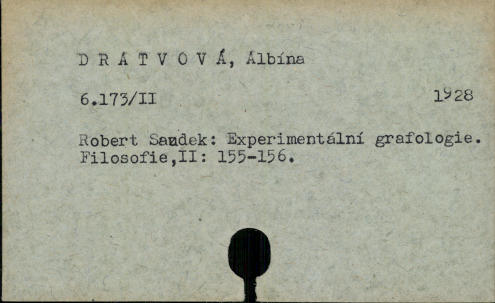 D R A T V O V Á, Albína
6.173/II 1928
Robert Saudek: Experimentální grafologie.
Filosofie,II: 155-156.